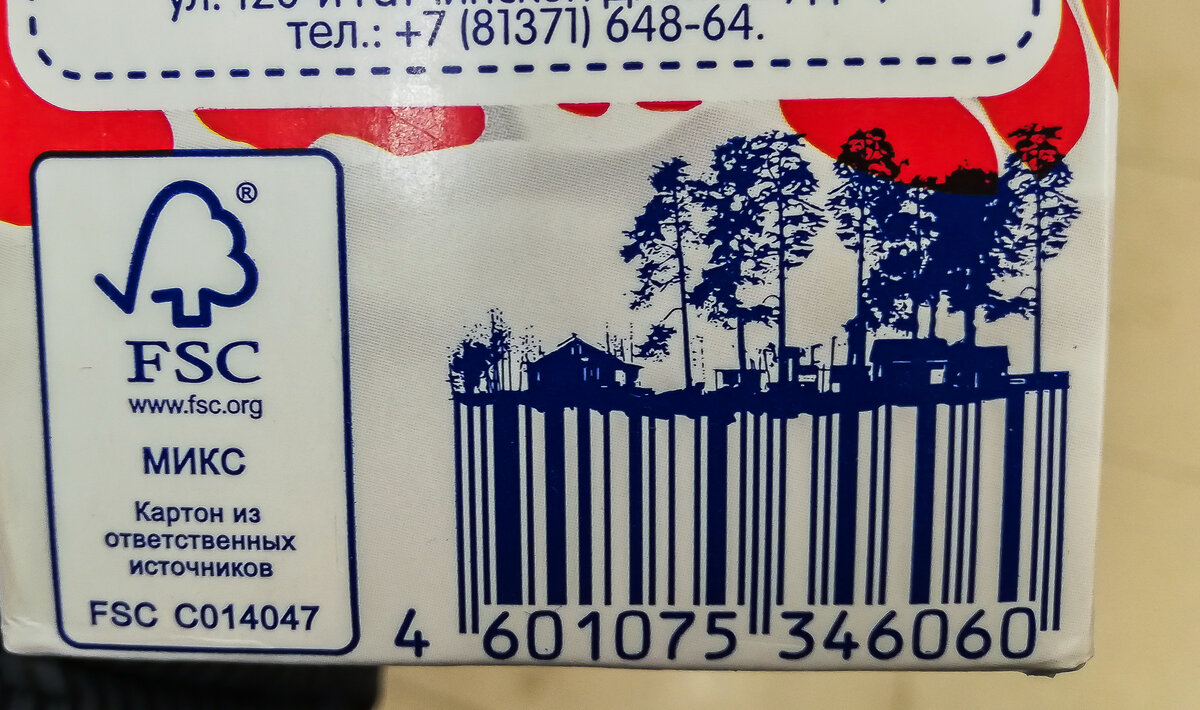 тел.: +7 (81371) 648-64.
®
FSC
www.fsc.org
МИКС
Картон из
ответственных
источников
FSC C014047
4 601075 346060